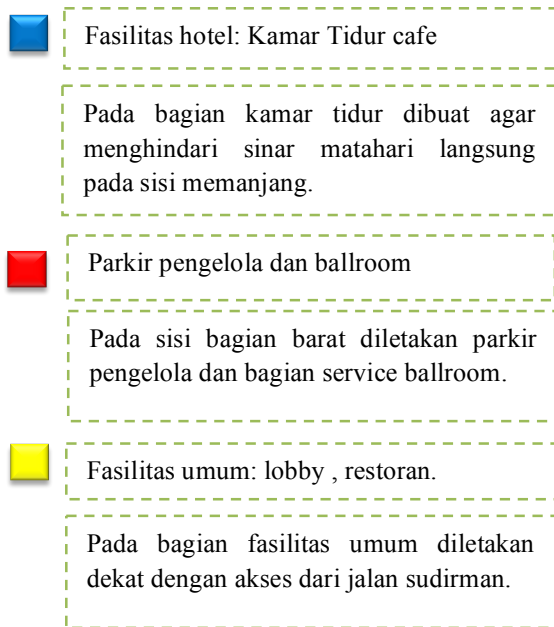 Fasilitas hotel: Kamar Tidur cafe
Pada bagian kamar tidur dibuat agar
menghindari sinar matahari langsung
pada sisi memanjang.
Parkir pengelola dan ballroom
Pada sisi bagian barat diletakan parkir
pengelola dan bagian service ballroom.
Fasilitas umum: lobby , restoran.
Pada bagian fasilitas umum diletakan
dekat dengan akses dari jalan sudirman.